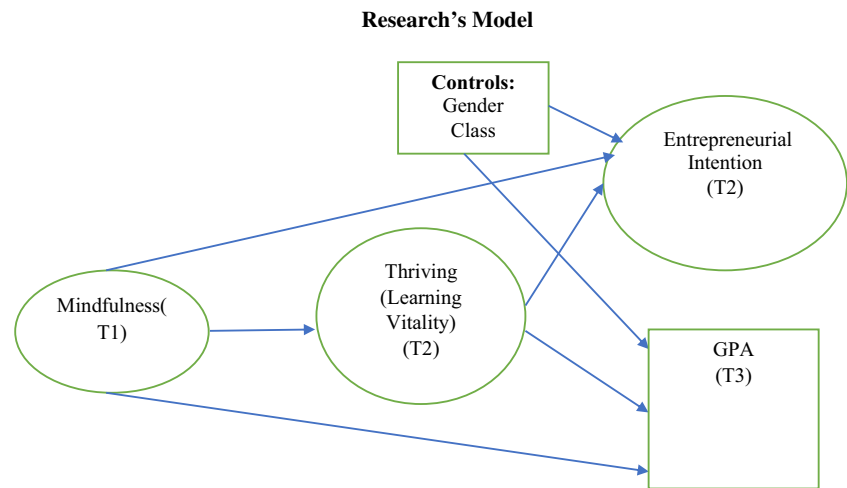 Research's Model
Controls:
Gender
Class
Entrepreneurial
Intention
(T2)
Thriving
(Learning
Vitality)
(T2)
Mindfulness(
T1)
GPA
(T3)